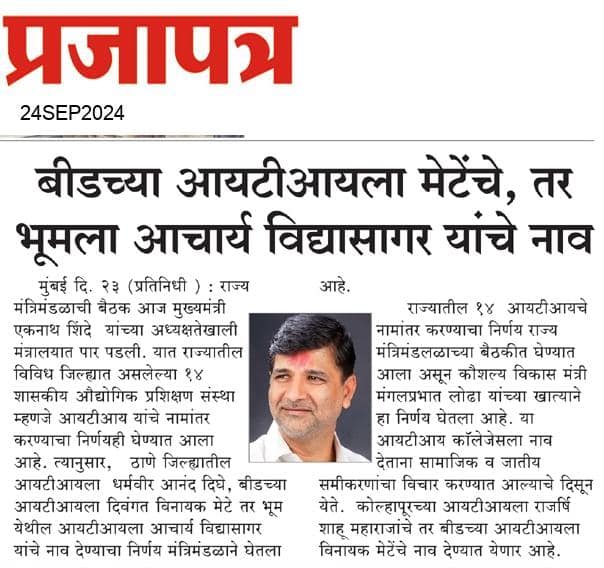 प्रजापत्र
24SEP2024
बीडच्या आयटीआयला मेटेंचे, तर
भूमला आचार्य विद्यासागर यांचे नाव
मुंबई दि. २३ (प्रतिनिधी ) : राज्य
मंत्रिमंडळाची बैठक आज मुख्यमंत्री
एकनाथ शिंदे यांच्या अध्यक्षतेखाली
मंत्रालयात पार पडली. यात राज्यातील
विविध जिल्ह्यात असलेल्या १४
शासकीय औद्योगिक प्रशिक्षण संस्था
म्हणजे आयटीआय यांचे नामांतर
करण्याचा निर्णयही घेण्यात आला
आहे. त्यानुसार, ठाणे जिल्ह्यातील
आयटीआयला धर्मवीर आनंद दिघे, बीडच्या
आयटीआयला दिवंगत विनायक मेटे तर भूम
येथील आयटीआयला आचार्य विद्यासागर
यांचे नाव देण्याचा निर्णय मंत्रिमंडळाने घेतला
आहे.
राज्यातील १४ आयटीआयचे
नामांतर करण्याचा निर्णय राज्य
मंत्रिमंडलळाच्या बैठकीत घेण्यात
आला असून कौशल्य विकास मंत्री
मंगलप्रभात लोढा यांच्या खात्याने
हा निर्णय घेतला आहे. या
आयटीआय कॉलेजेसला नाव
देताना सामाजिक व जातीय
समीकरणांचा विचार करण्यात आल्याचे दिसून
येते. कोल्हापूरच्या आयटीआयला राजर्षि
शाहू महाराजांचे तर बीडच्या आयटीआयला
विनायक मेटेंचे नाव देण्यात येणार आहे.